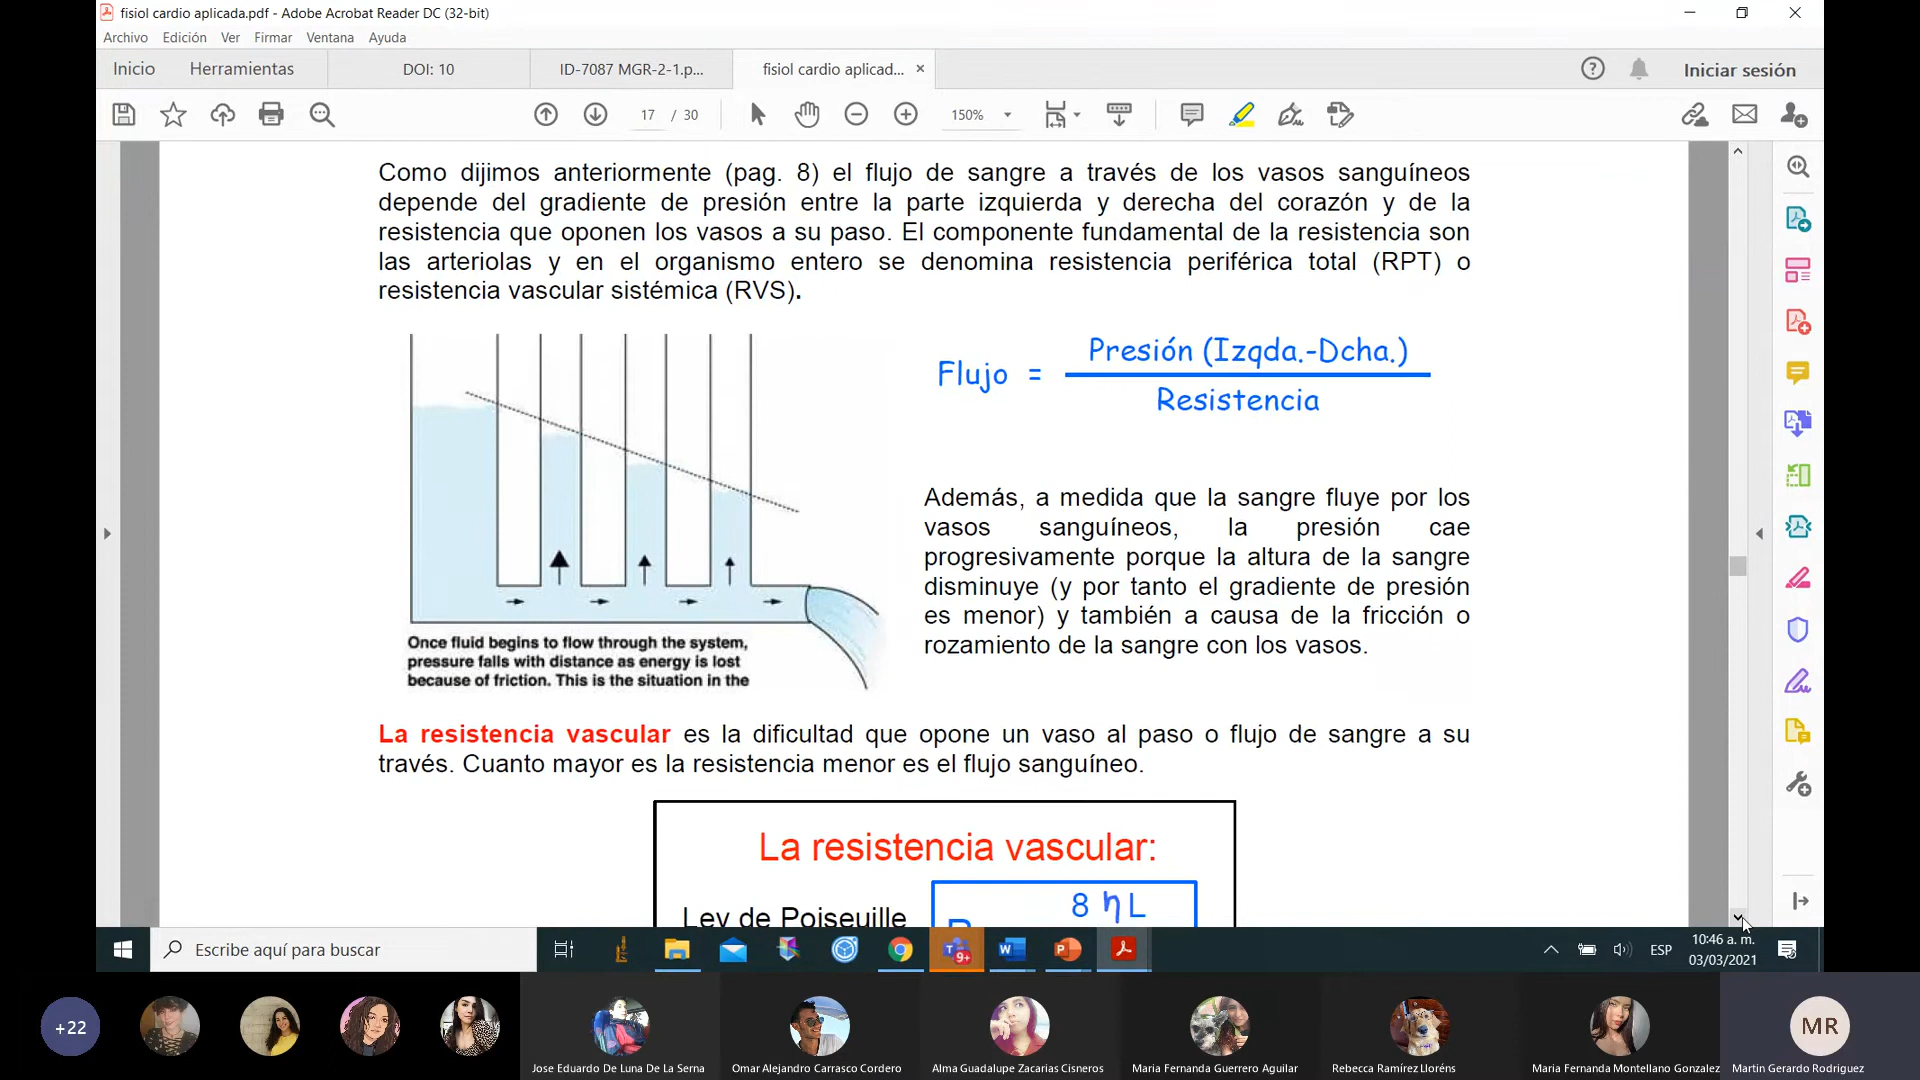 fisiol cardio aplicada.pdf - Adobe Acrobat Reader DC (32-bit)
Archivo Edición Ver Firmar Ventana Ayuda
Inicio Herramientas DOI: 10 ID-7087 MGR-2-1.p... fisiol cardio aplicad... × Iniciar sesión
17 / 30 150%
Como dijimos anteriormente (pag. 8) el flujo de sangre a través de los vasos sanguíneos
depende del gradiente de presión entre la parte izquierda y derecha del corazón y de la
resistencia que oponen los vasos a su paso. El componente fundamental de la resistencia son
las arteriolas y en el organismo entero se denomina resistencia periférica total (RPT) o
resistencia vascular sistémica (RVS).
Flujo = Presión (Izqda.-Dcha.)
Resistencia
Además, a medida que la sangre fluye por los
vasos sanguíneos, la presión cae
progresivamente porque la altura de la sangre
disminuye (y por tanto el gradiente de presión
es menor) y también a causa de la fricción o
rozamiento de la sangre con los vasos.
Once fluid begins to flow through the system,
pressure falls with distance as energy is lost
because of friction. This is the situation in the
La resistencia vascular es la dificultad que opone un vaso al paso o flujo de sangre a su
través. Cuanto mayor es la resistencia menor es el flujo sanguíneo.
La resistencia vascular:
Ley de Poiseuille
8 η L
Escribe aquí para buscar
9+
ESP
10:46 a. m.
03/03/2021
+22
Jose Eduardo De Luna De La Serna
Omar Alejandro Carrasco Cordero
Alma Guadalupe Zacarias Cisneros
Maria Fernanda Guerrero Aguilar
Rebecca Ramírez Lloréns
Maria Fernanda Montellano Gonzalez
MR
Martin Gerardo Rodriguez